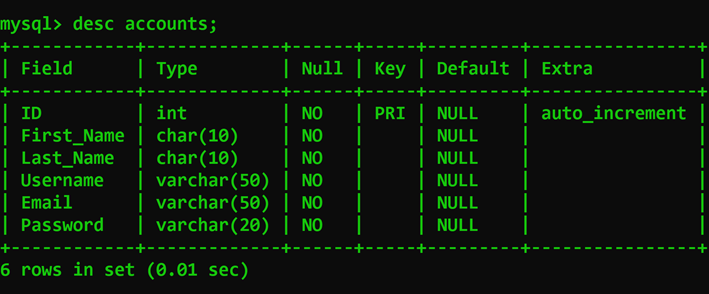 mysql> desc accounts;
+------------+-------------+------+-----+---------+----------------+
| Field      | Type        | Null | Key | Default | Extra          |
+------------+-------------+------+-----+---------+----------------+
| ID         | int         | NO   | PRI | NULL    | auto_increment |
| First_Name | char(10)    | NO   |     | NULL    |                |
| Last_Name  | char(10)    | NO   |     | NULL    |                |
| Username   | varchar(50) | NO   |     | NULL    |                |
| Email      | varchar(50) | NO   |     | NULL    |                |
| Password   | varchar(20) | NO   |     | NULL    |                |
+------------+-------------+------+-----+---------+----------------+
6 rows in set (0.01 sec)